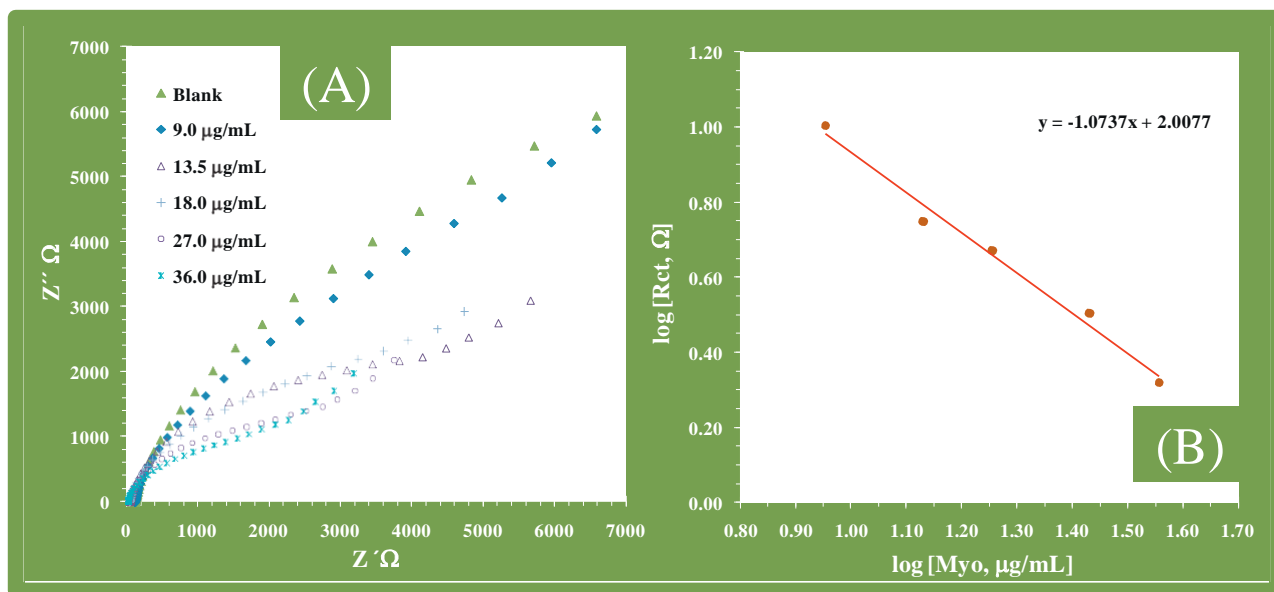 (A)
7000
6000
5000
4000
3000
2000
1000
0
Z´´ Ω
Blank
9.0 µg/mL
13.5 µg/mL
18.0 µg/mL
27.0 µg/mL
36.0 µg/mL
0 1000 2000 3000 4000 5000 6000 7000
Z ´Ω
1.20
1.00
0.80
0.60
0.40
0.20
0.00
log [Rct, Ω]
y = -1.0737x + 2.0077
(B)
0.80 0.90 1.00 1.10 1.20 1.30 1.40 1.50 1.60 1.70
log [Myo, µg/mL]